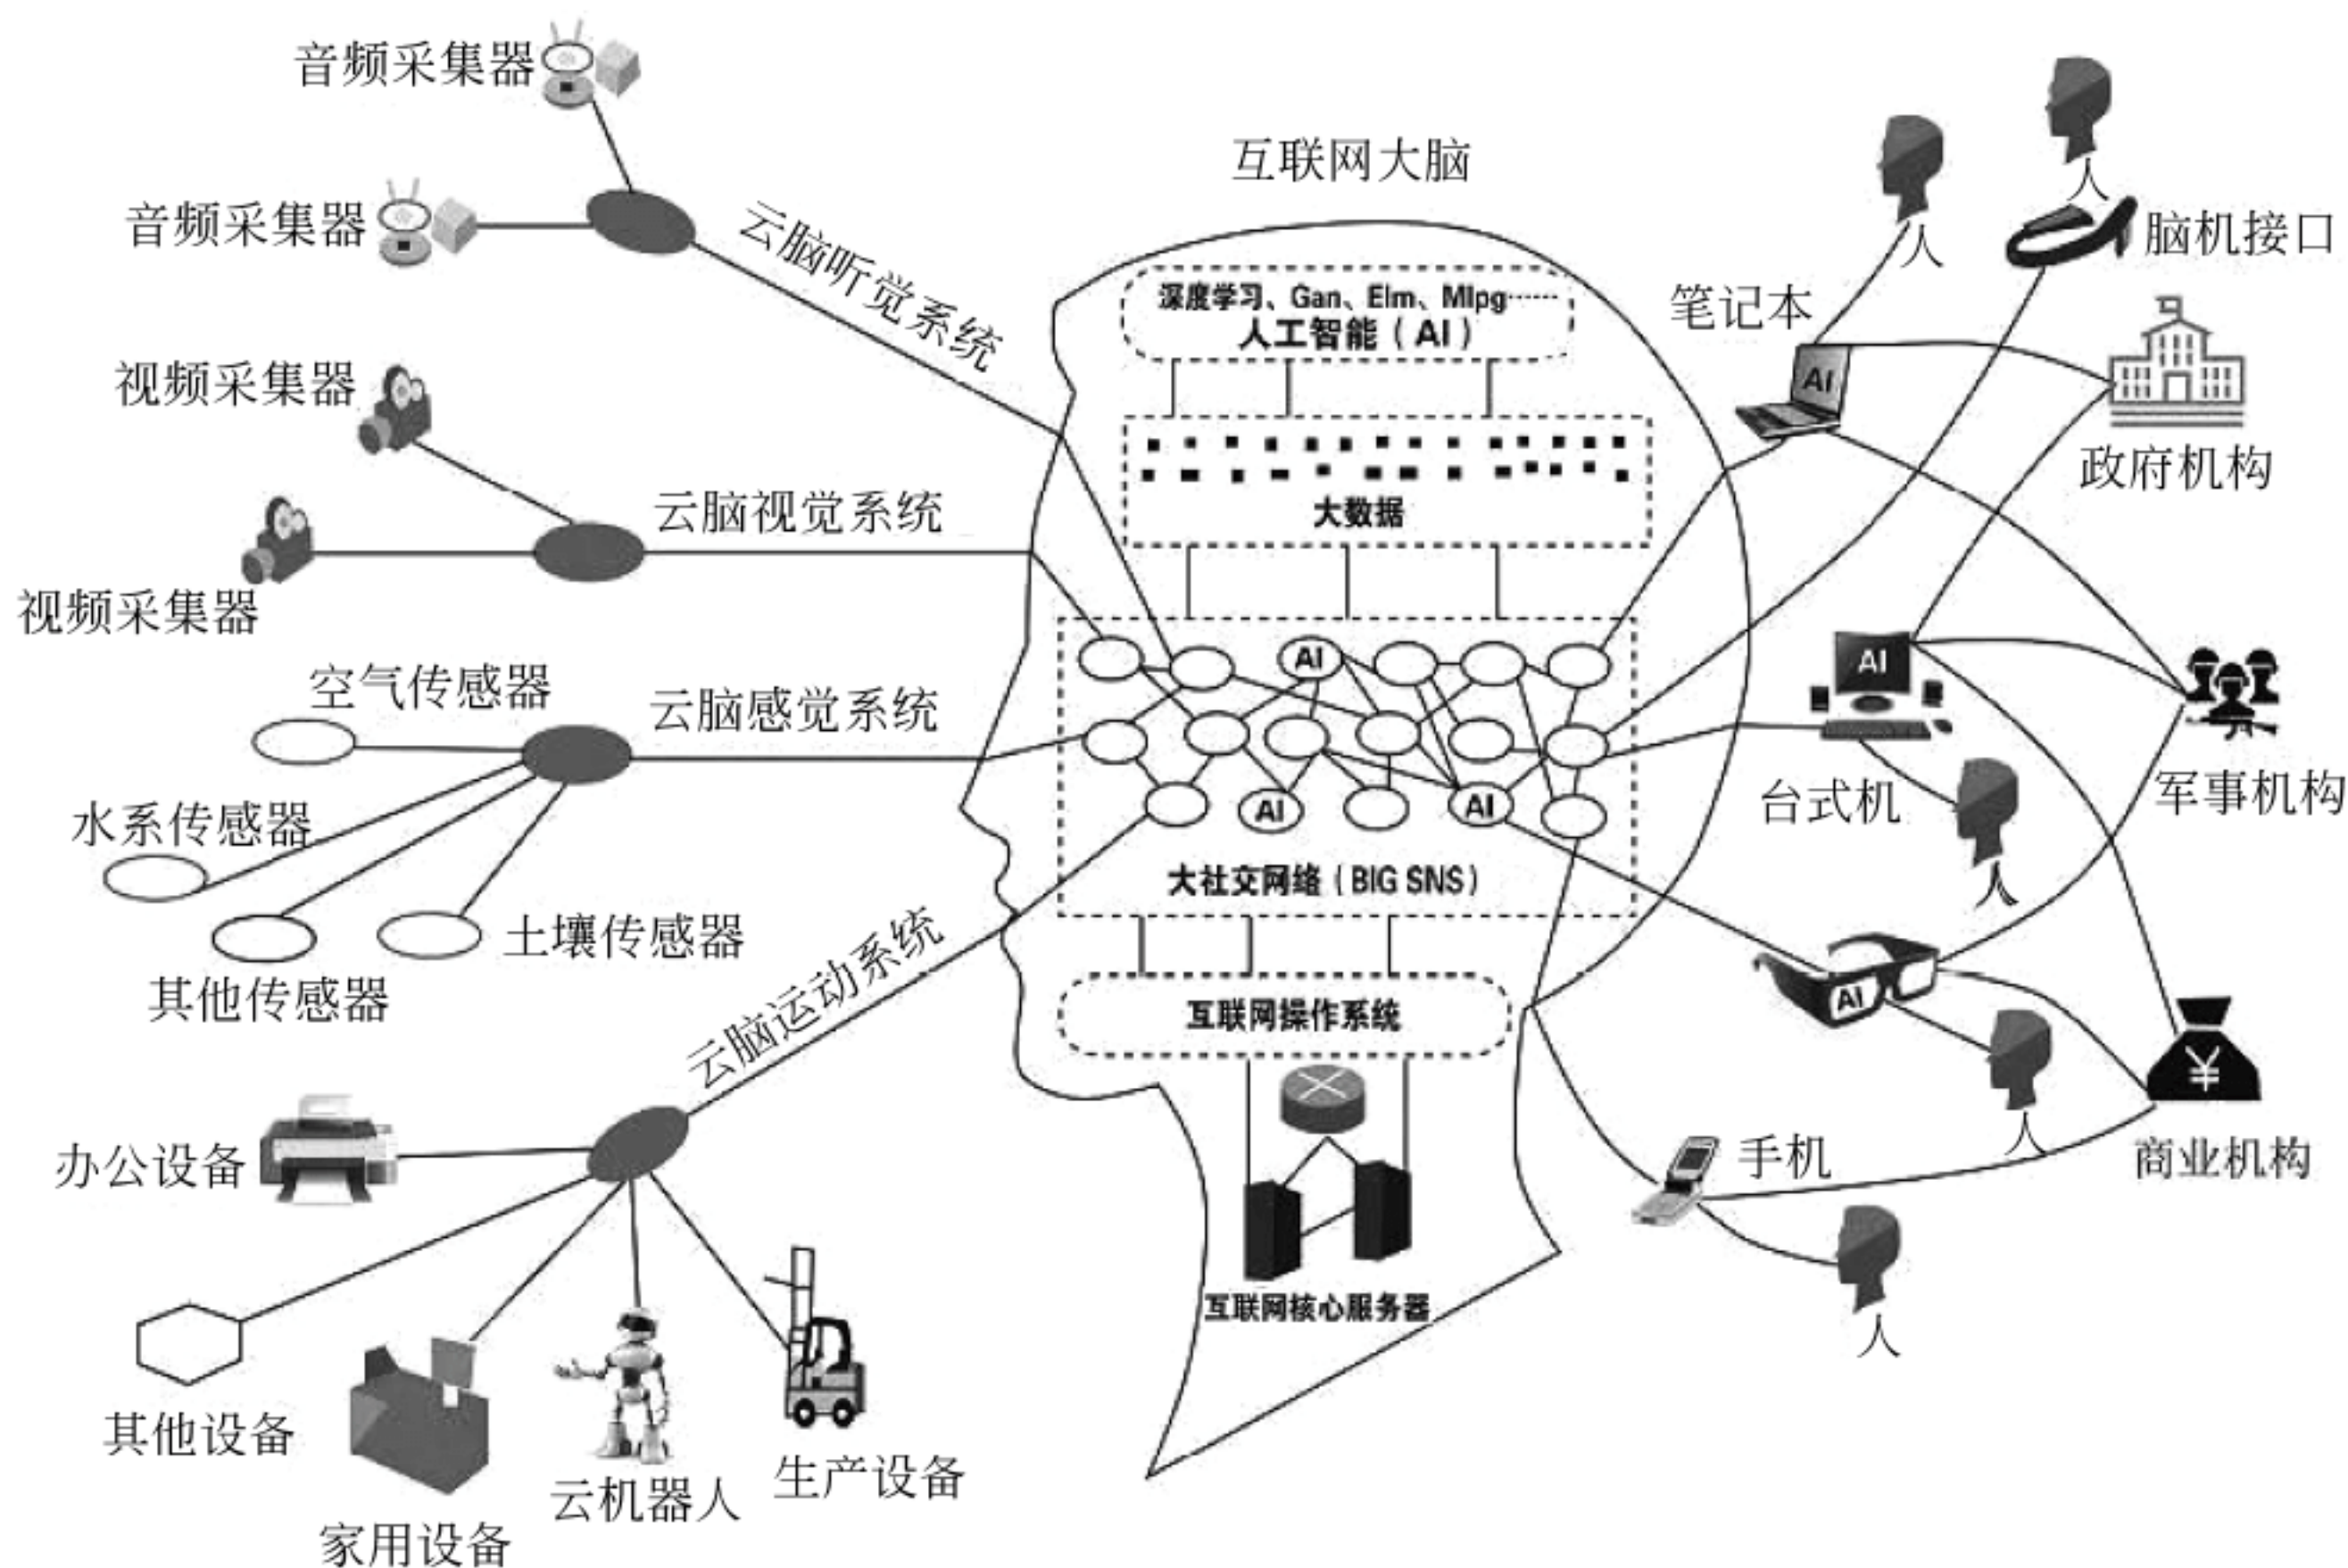 音频采集器
音频采集器
云脑听觉系统
视频采集器
视频采集器
云脑视觉系统
空气传感器
云脑感觉系统
水系传感器
土壤传感器
其他传感器
云脑运动系统
办公设备
其他设备
家用设备
云机器人
生产设备
互联网大脑
深度学习、Gan、Elm、Mlpg……
人工智能（AI）
大数据
AI
AI
AI
大社交网络（BIG SNS）
互联网操作系统
互联网核心服务器
人
人
脑机接口
笔记本
AI
政府机构
AI
台式机
军事机构
人
AI
人
¥
商业机构
手机
人